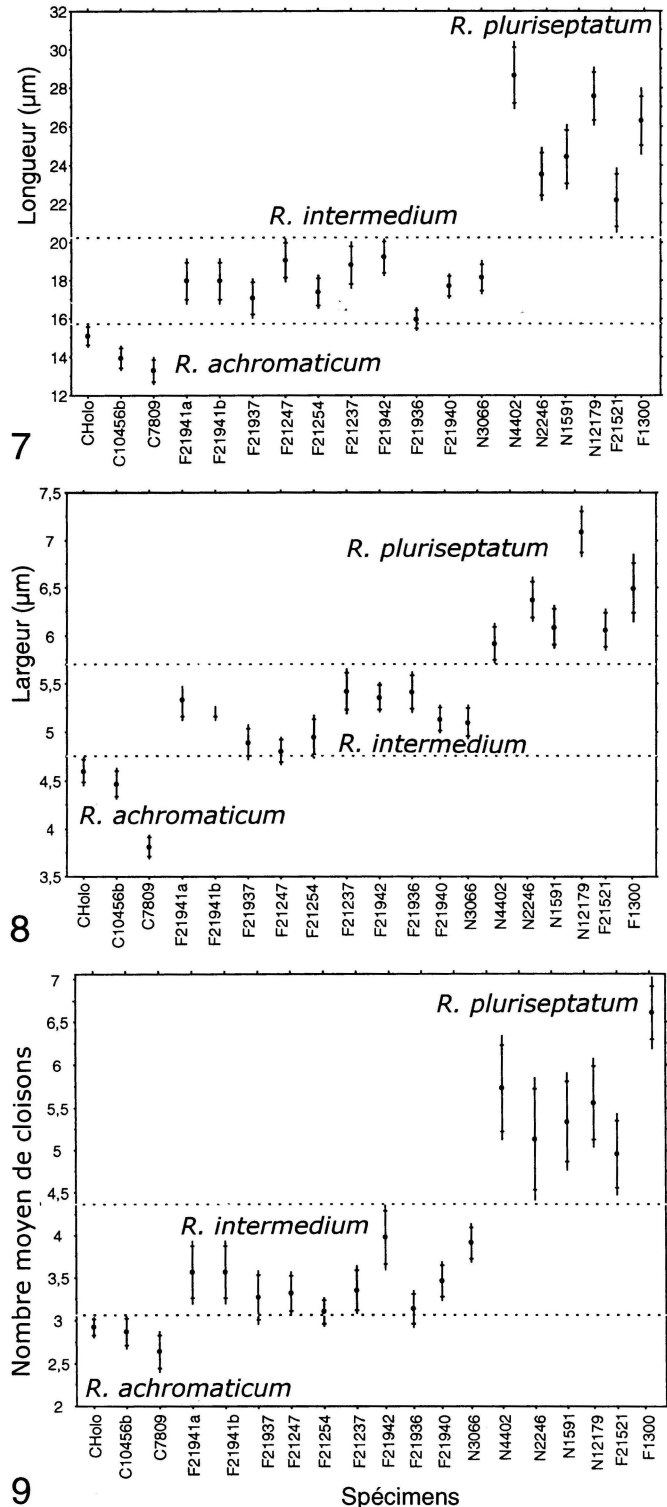 R. pluriseptatum
R. intermedium
R. achromaticum
Longueur (µm)
32
30
28
26
24
22
20
18
16
14
12
CHolo
C10456b
C7809
F21941a
F21941b
F21937
F21247
F21254
F21237
F21942
F21936
F21940
N3066
N4402
N2246
N1591
N12179
F21521
F1300
7
R. pluriseptatum
R. intermedium
R. achromaticum
Largeur (µm)
7,5
7
6,5
6
5,5
5
4,5
4
3,5
CHolo
C10456b
C7809
F21941a
F21941b
F21937
F21247
F21254
F21237
F21942
F21936
F21940
N3066
N4402
N2246
N1591
N12179
F21521
F1300
8
R. pluriseptatum
R. intermedium
R. achromaticum
Nombre moyen de cloisons
7
6,5
6
5,5
5
4,5
4
3,5
3
2,5
2
CHolo
C10456b
C7809
F21941a
F21941b
F21937
F21247
F21254
F21237
F21942
F21936
F21940
N3066
N4402
N2246
N1591
N12179
F21521
F1300
9
Spécimens